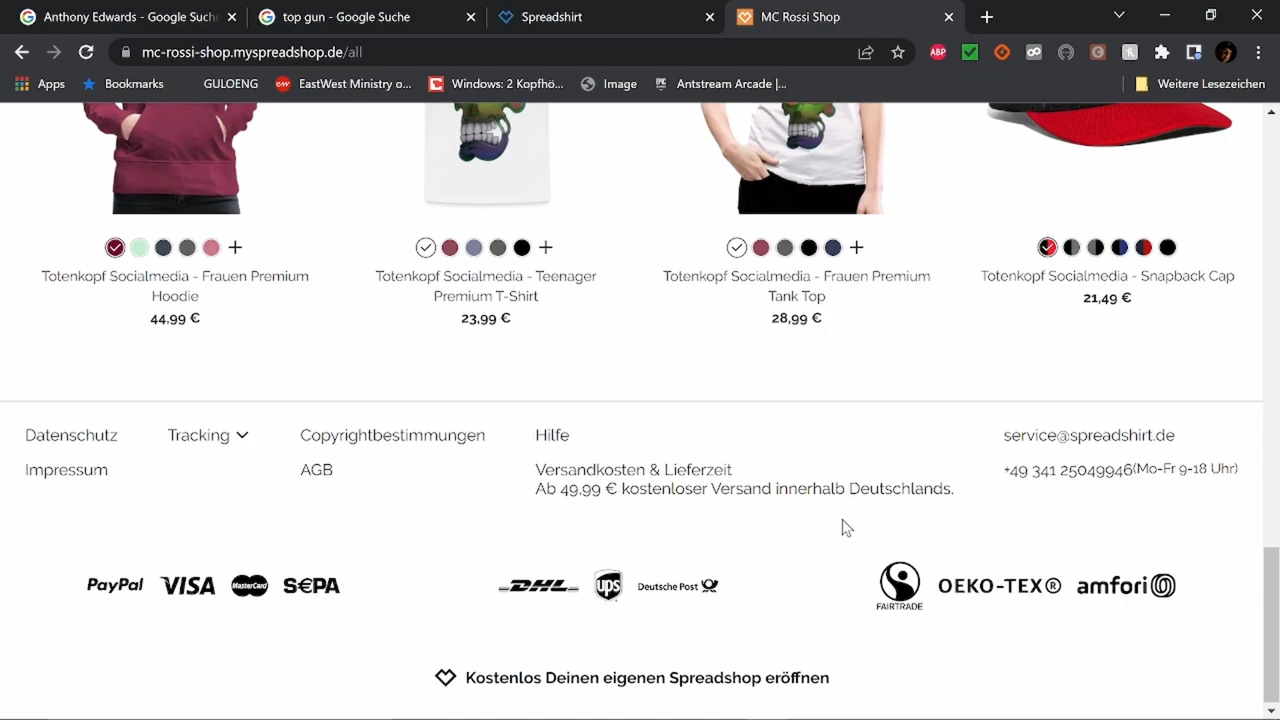 Anthony Edwards - Google Suche
top gun - Google Suche
Spreadshirt
MC Rossi Shop
mc-rossi-shop.myspreadshop.de/all
ABP
Apps
Bookmarks
GULOENG
EastWest Ministry o...
Windows: 2 Kopfhö...
Image
Antstream Arcade |...
Weitere Lesezeichen
Totenkopf Socialmedia - Frauen Premium
Hoodie
44,99 €
Totenkopf Socialmedia - Teenager
Premium T-Shirt
23,99 €
Totenkopf Socialmedia - Frauen Premium
Tank Top
28,99 €
Totenkopf Socialmedia - Snapback Cap
21,49 €
Datenschutz
Tracking
Copyrightbestimmungen
Hilfe
service@spreadshirt.de
Impressum
AGB
Versandkosten & Lieferzeit
Ab 49.99 € kostenloser Versand innerhalb Deutschlands.
+49 341 25049946(Mo-Fr 9-18 Uhr)
PayPal
VISA
MasterCard
S€PA
DHL
ups
Deutsche Post
FAIRTRADE
OEKO-TEX®
amfori
Kostenlos Deinen eigenen Spreadshop eröffnen